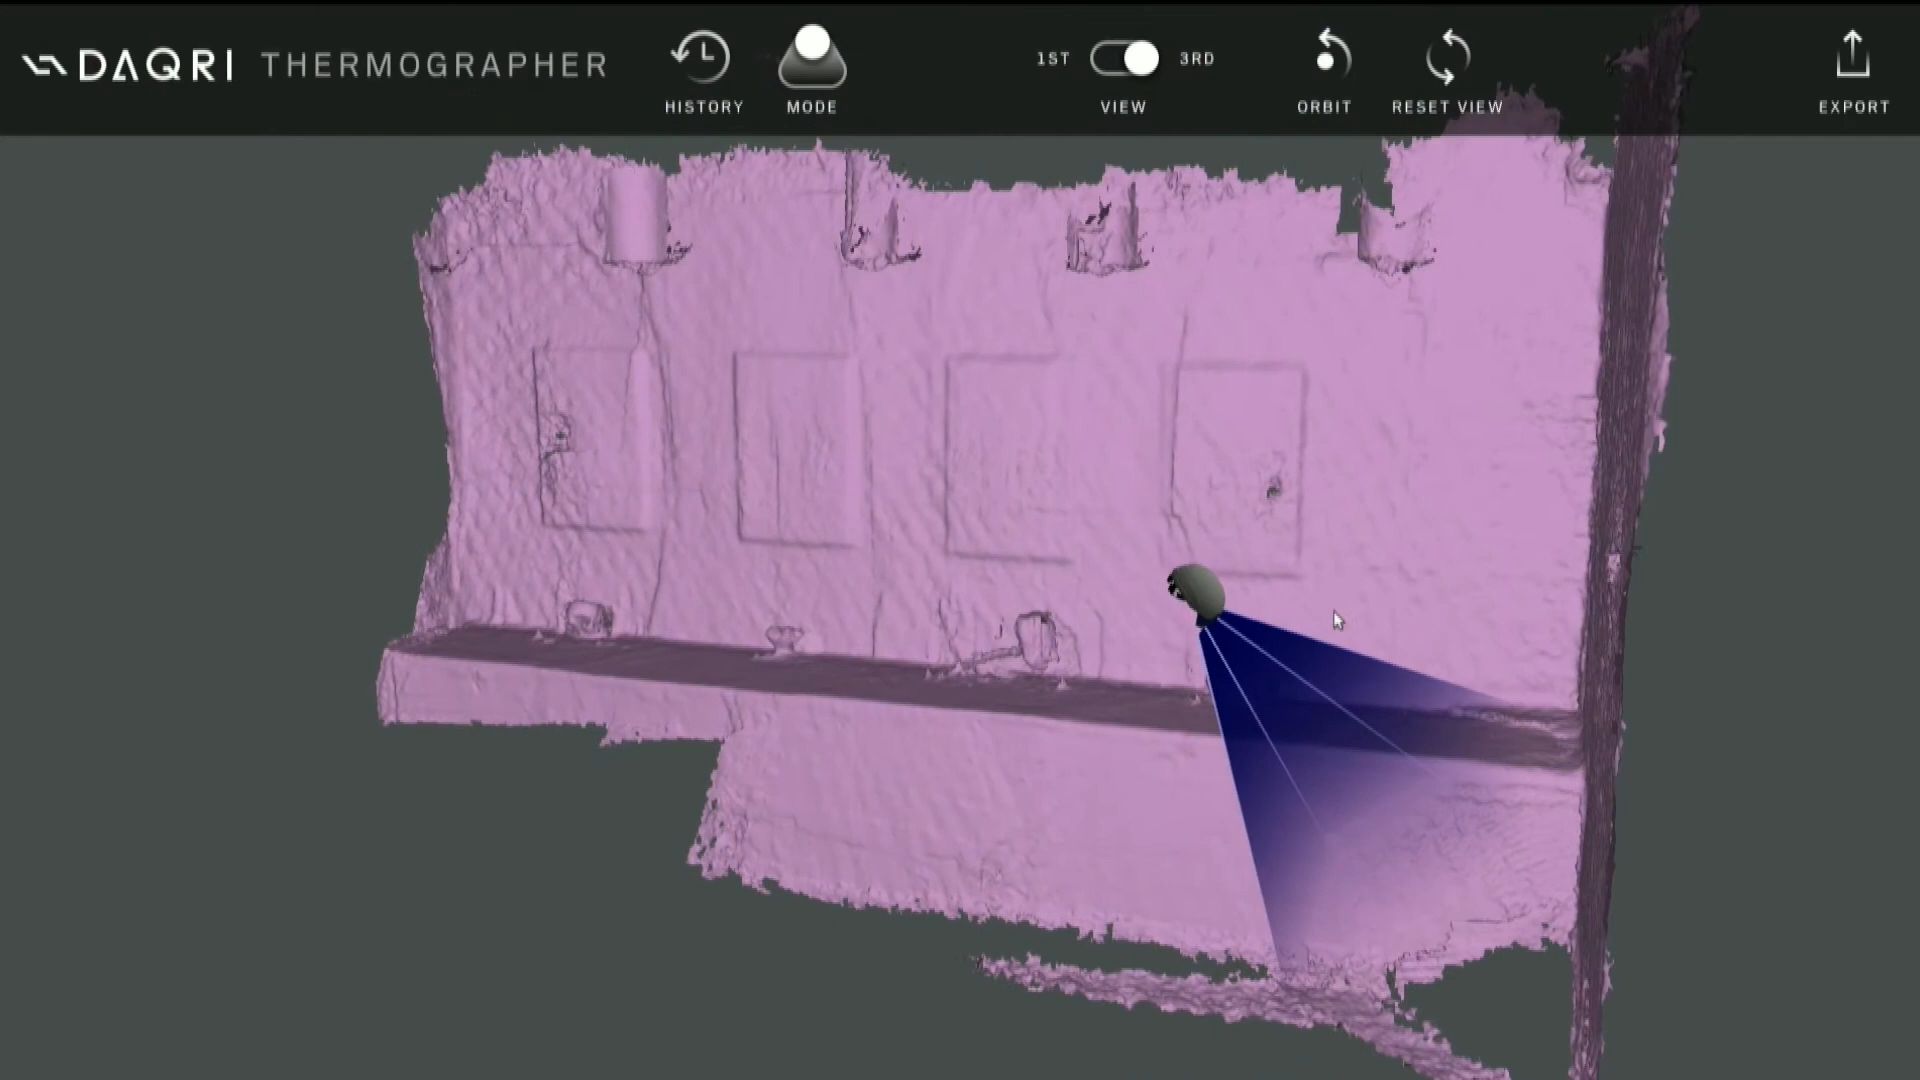 DAQRI THERMOGRAPHER
HISTORY
MODE
1ST
3RD
VIEW
ORBIT
RESET VIEW
EXPORT